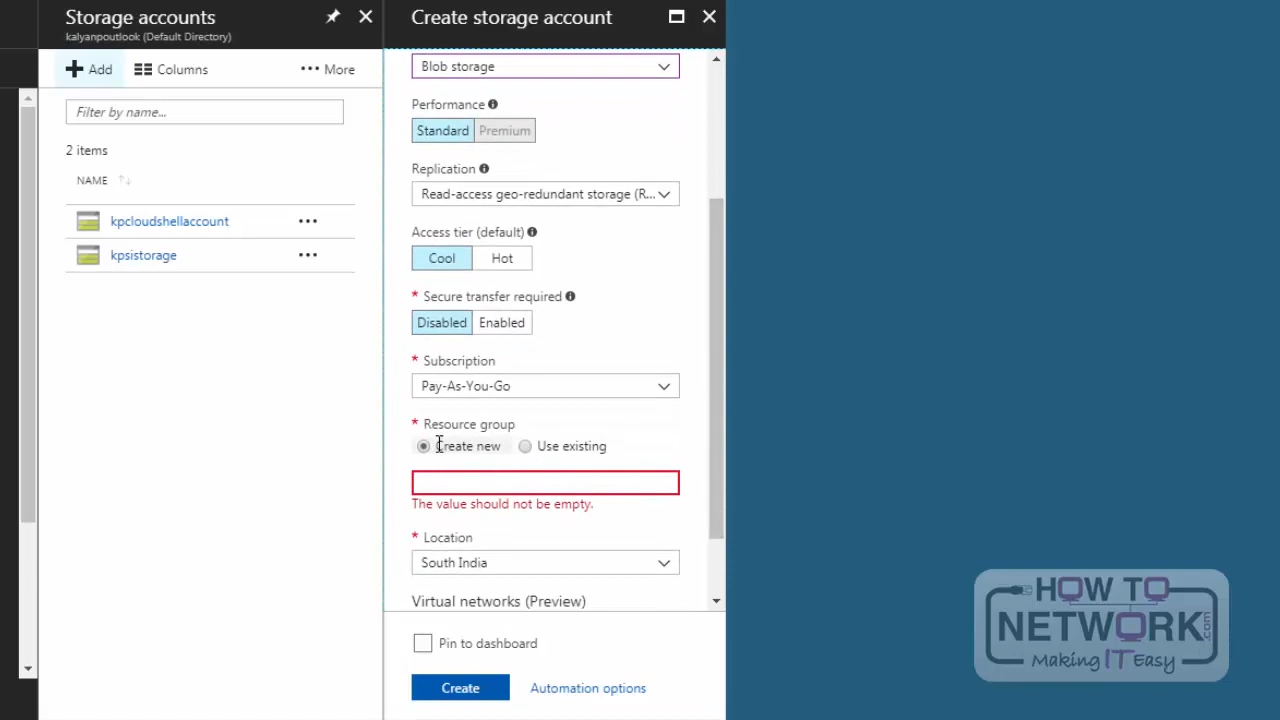 Storage accounts
kalyanpoutlook (Default Directory)
Add
Columns
More
Filter by name...
2 items
NAME
kpcloudshellaccount
kpsistorage
Create storage account
Blob storage
Performance
Standard
Premium
Replication
Read-access geo-redundant storage (R...
Access tier (default)
Cool
Hot
* Secure transfer required
Disabled
Enabled
* Subscription
Pay-As-You-Go
* Resource group
Create new
Use existing
The value should not be empty.
* Location
South India
Virtual networks (Preview)
Pin to dashboard
Create
Automation options
HOW TO
NETWORK.com
Making IT Easy